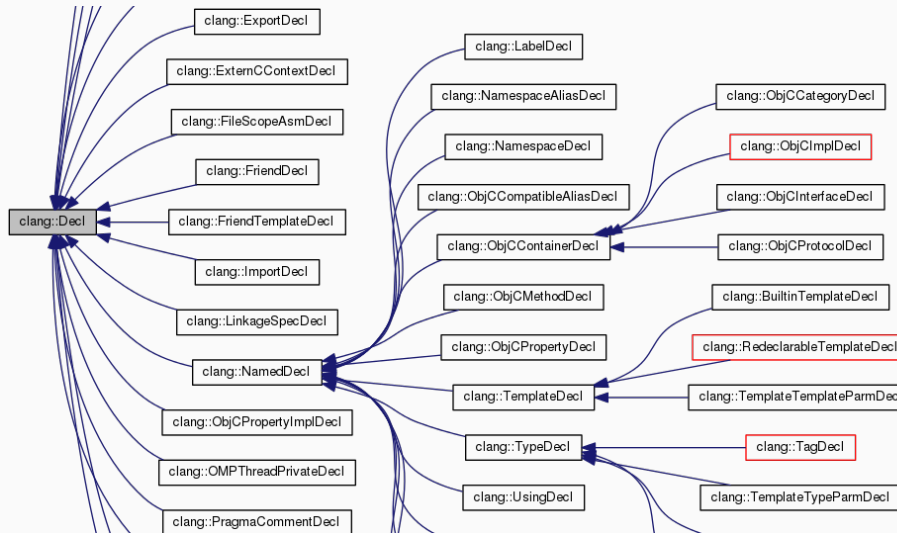 clang::Decl
clang::ExportDecl
clang::ExternCContextDecl
clang::FileScopeAsmDecl
clang::FriendDecl
clang::FriendTemplateDecl
clang::ImportDecl
clang::LinkageSpecDecl
clang::NamedDecl
clang::ObjCPropertyImplDecl
clang::OMPThreadPrivateDecl
clang::PragmaCommentDecl
clang::LabelDecl
clang::NamespaceAliasDecl
clang::NamespaceDecl
clang::ObjCCompatibleAliasDecl
clang::ObjCContainerDecl
clang::ObjCMethodDecl
clang::ObjCPropertyDecl
clang::TemplateDecl
clang::TypeDecl
clang::UsingDecl
clang::ObjCCategoryDecl
clang::ObjCImplDecl
clang::ObjCInterfaceDecl
clang::ObjCProtocolDecl
clang::BuiltinTemplateDecl
clang::RedeclarableTemplateDecl
clang::TemplateTemplateParmDec
clang::TagDecl
clang::TemplateTypeParmDecl